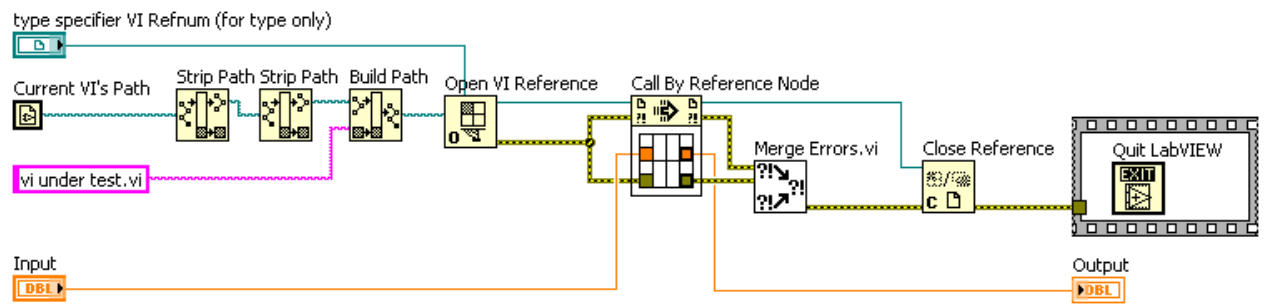 type specifier VI Refnum (for type only)
Current VI's Path
Strip Path Strip Path Build Path
Open VI Reference
Call By Reference Node
O
?! ?!
vi under test.vi
Merge Errors.vi
?! ?!
?!
Close Reference
C
Quit LabVIEW
EXIT
Input
DBL
Output
DBL